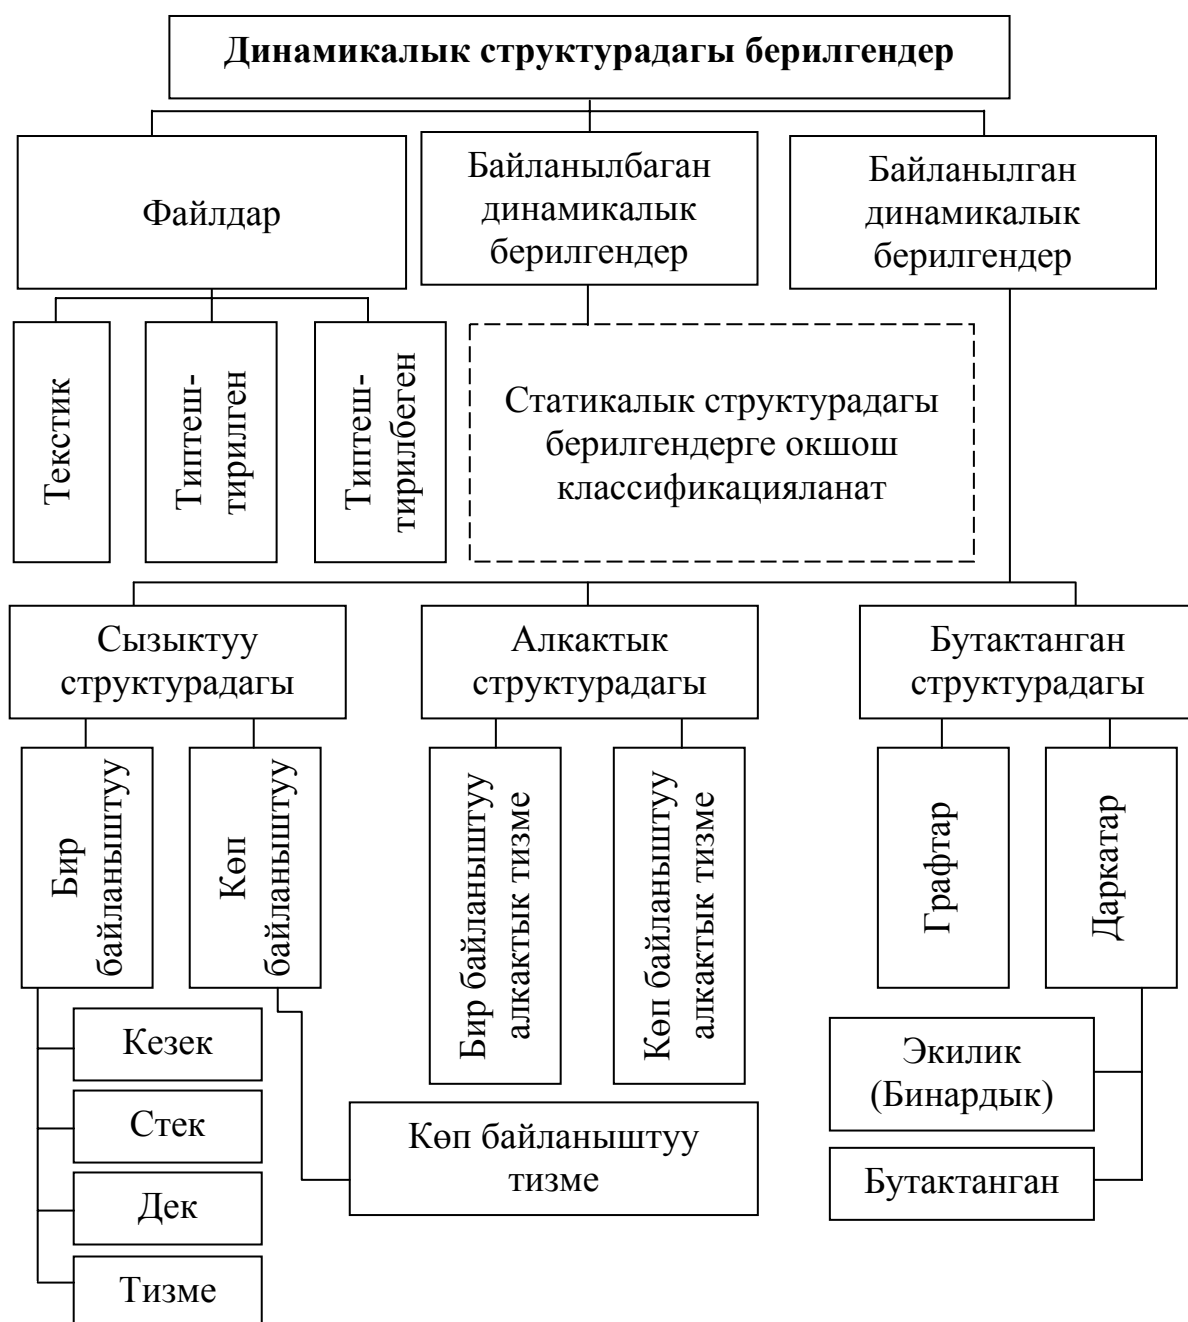 Динамикалык структурадагы берилгендер
Файлдар
Байланылбаган
динамикалык
берилгендер
Байланылган
динамикалык
берилгендер
Текстик
Типтеш-
тирилген
Типтеш-
тирилбеген
Статикалык структурадагы
берилгендерге окшош
классификацияланат
Сызыктуу
структурадагы
Алкактык
структурадагы
Бутактанган
структурадагы
Бир
байланыштуу
Көп
байланыштуу
Бир байланыштуу
алкактык тизме
Көп байланыштуу
алкактык тизме
Графтар
Даркатар
Кезек
Стек
Дек
Тизме
Көп байланыштуу
тизме
Экилик
(Бинардык)
Бутактанган